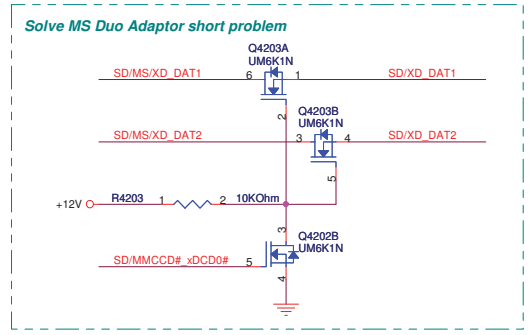 Solve MS Duo Adaptor short problem
Q4203A
UM6K1N
SD/MS/XD_DAT1 6 1 SD/XD_DAT1
2
Q4203B
UM6K1N
SD/MS/XD_DAT2 3 4 SD/XD_DAT2
5
+12V R4203 1 2 10KOhm
3
Q4202B
UM6K1N
SD/MMCCD#_xDCD0# 5
4